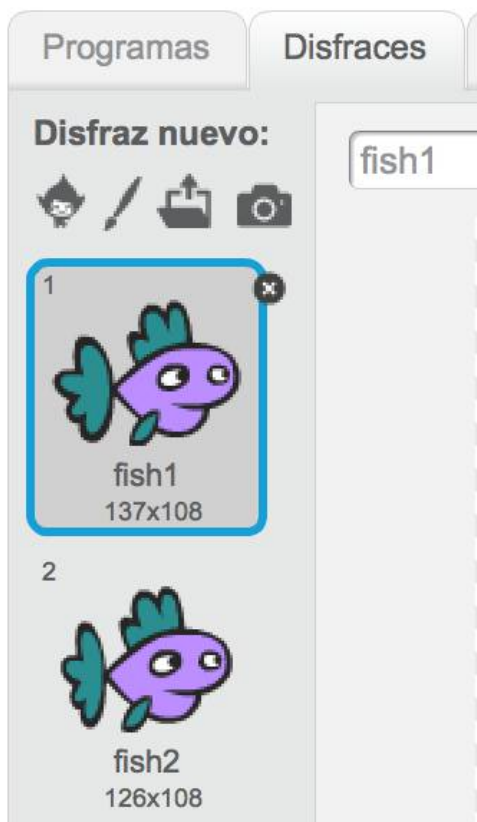 Programas
Disfraces
Disfraz nuevo:
fish1
1
fish1
137x108
2
fish2
126x108